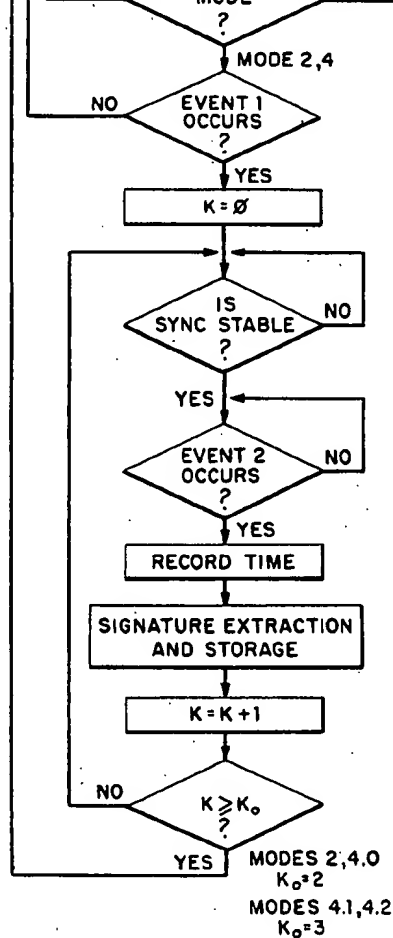 MODE
?
MODE 2,4
NO
EVENT 1
OCCURS
?
YES
K=Ø
IS
SYNC STABLE
?
NO
YES
EVENT 2
OCCURS
?
NO
YES
RECORD TIME
SIGNATURE EXTRACTION
AND STORAGE
K=K+1
NO
K⩾K₀
?
YES
MODES 2,4.0
K₀=2
MODES 4.1,4.2
K₀=3